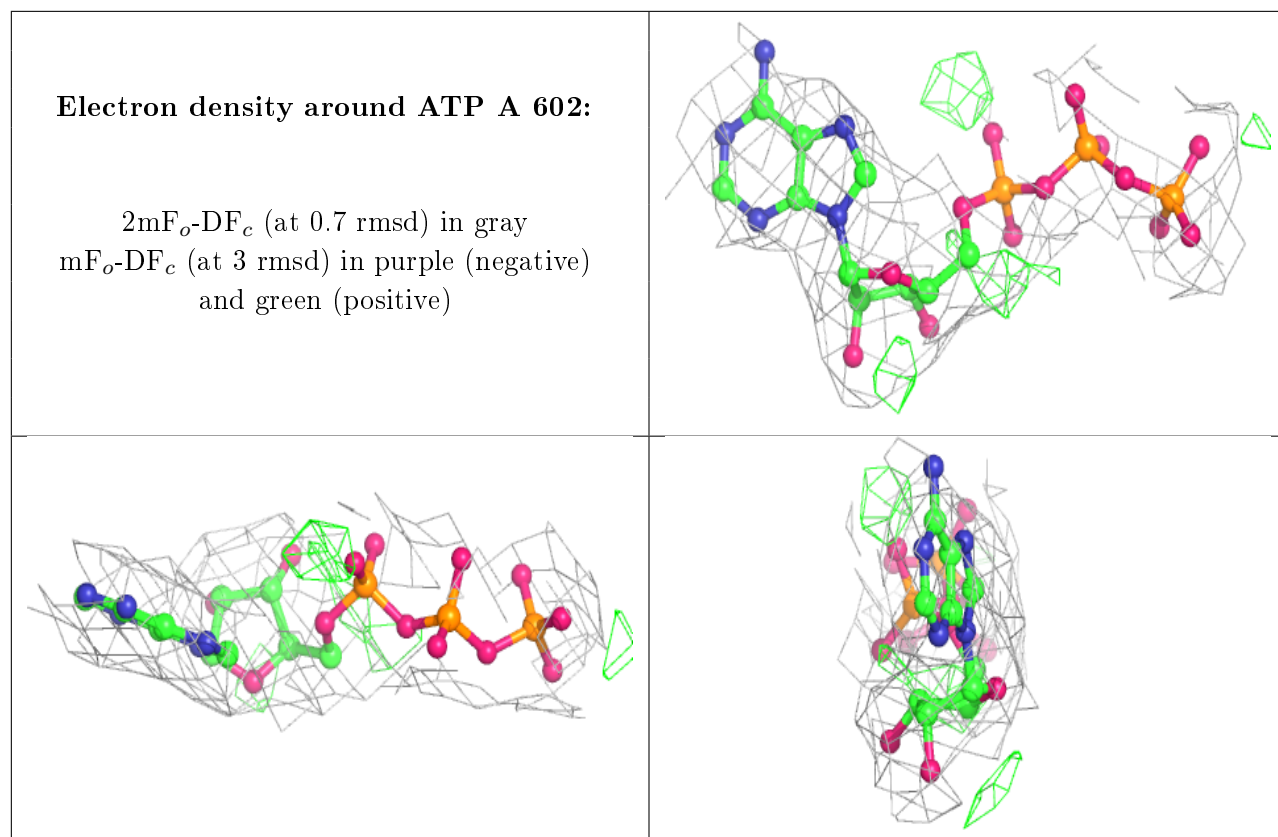 Electron density around ATP A 602:
2mFₒ-DF𝒸 (at 0.7 rmsd) in gray
mFₒ-DF𝒸 (at 3 rmsd) in purple (negative)
and green (positive)